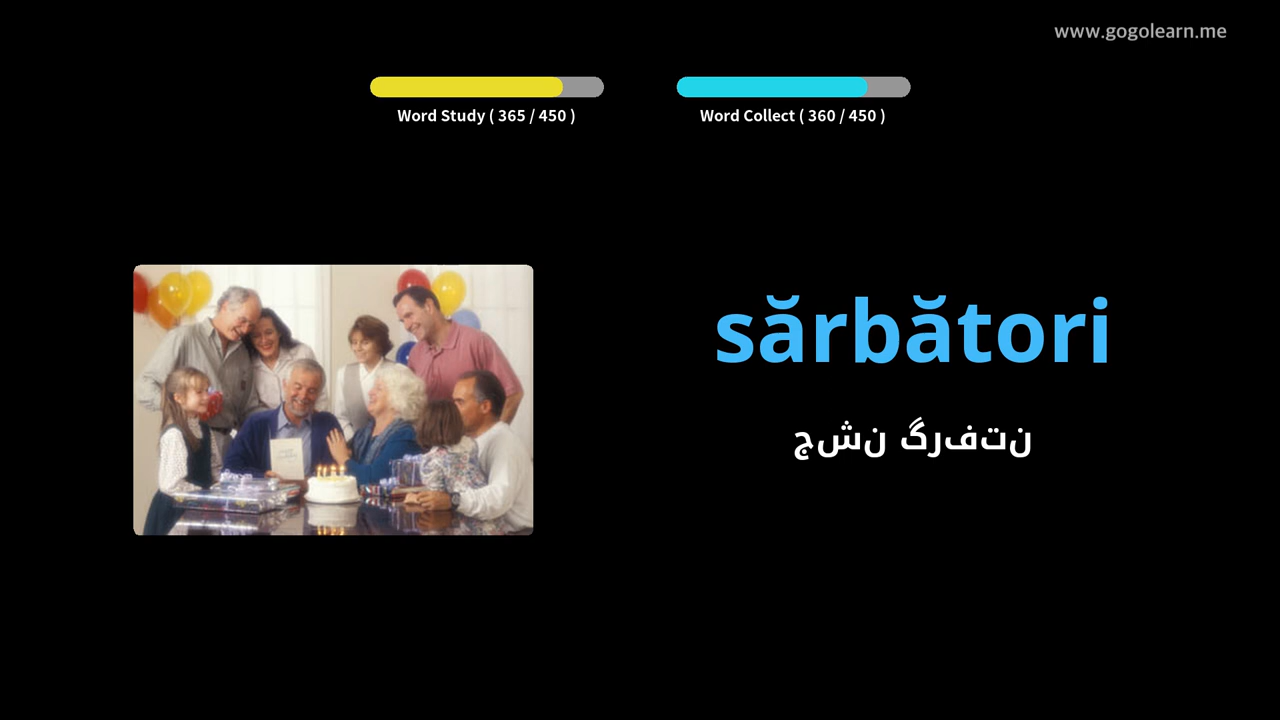 www.gogolearn.me
Word Study ( 365 / 450 )
Word Collect ( 360 / 450 )
sărbători
جشن گرفتن